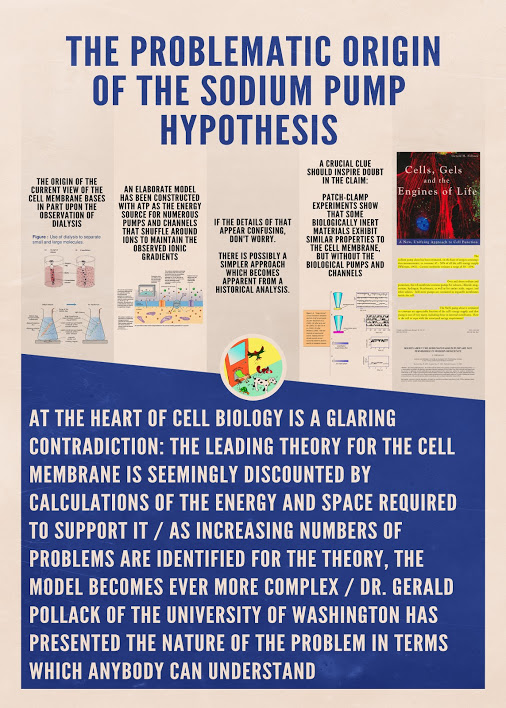 THE PROBLEMATIC ORIGIN
OF THE SODIUM PUMP
HYPOTHESIS
THE ORIGIN OF THE
CURRENT VIEW OF THE
CELL MEMBRANE BASES
IN PART UPON THE
OBSERVATION OF
DIALYSIS
Figure - Use of dialysis to separate
small and large molecules.
AN ELABORATE MODEL
HAS BEEN CONSTRUCTED
WITH ATP AS THE ENERGY
SOURCE FOR NUMEROUS
PUMPS AND CHANNELS
THAT SHUFFLE AROUND
IONS TO MAINTAIN THE
OBSERVED IONIC
GRADIENTS
IF THE DETAILS OF THAT
APPEAR CONFUSING,
DON'T WORRY.
THERE IS POSSIBLY A
SIMPLER APPROACH
WHICH BECOMES
APPARENT FROM A
HISTORICAL ANALYSIS.
A CRUCIAL CLUE
SHOULD INSPIRE DOUBT
IN THE CLAIM:
PATCH-CLAMP
EXPERIMENTS SHOW
THAT SOME
BIOLOGICALLY INERT
MATERIALS EXHIBIT
SIMILAR PROPERTIES TO
THE CELL MEMBRANE,
BUT WITHOUT THE
BIOLOGICAL PUMPS AND
CHANNELS
Cells, Gels
and the
Engines of Life
A New, Unifying Approach to Cell Function
AT THE HEART OF CELL BIOLOGY IS A GLARING
CONTRADICTION: THE LEADING THEORY FOR THE CELL
MEMBRANE IS SEEMINGLY DISCOUNTED BY
CALCULATIONS OF THE ENERGY AND SPACE REQUIRED
TO SUPPORT IT / AS INCREASING NUMBERS OF
PROBLEMS ARE IDENTIFIED FOR THE THEORY, THE
MODEL BECOMES EVER MORE COMPLEX / DR. GERALD
POLLACK OF THE UNIVERSITY OF WASHINGTON HAS
PRESENTED THE NATURE OF THE PROBLEM IN TERMS
WHICH ANYBODY CAN UNDERSTAND